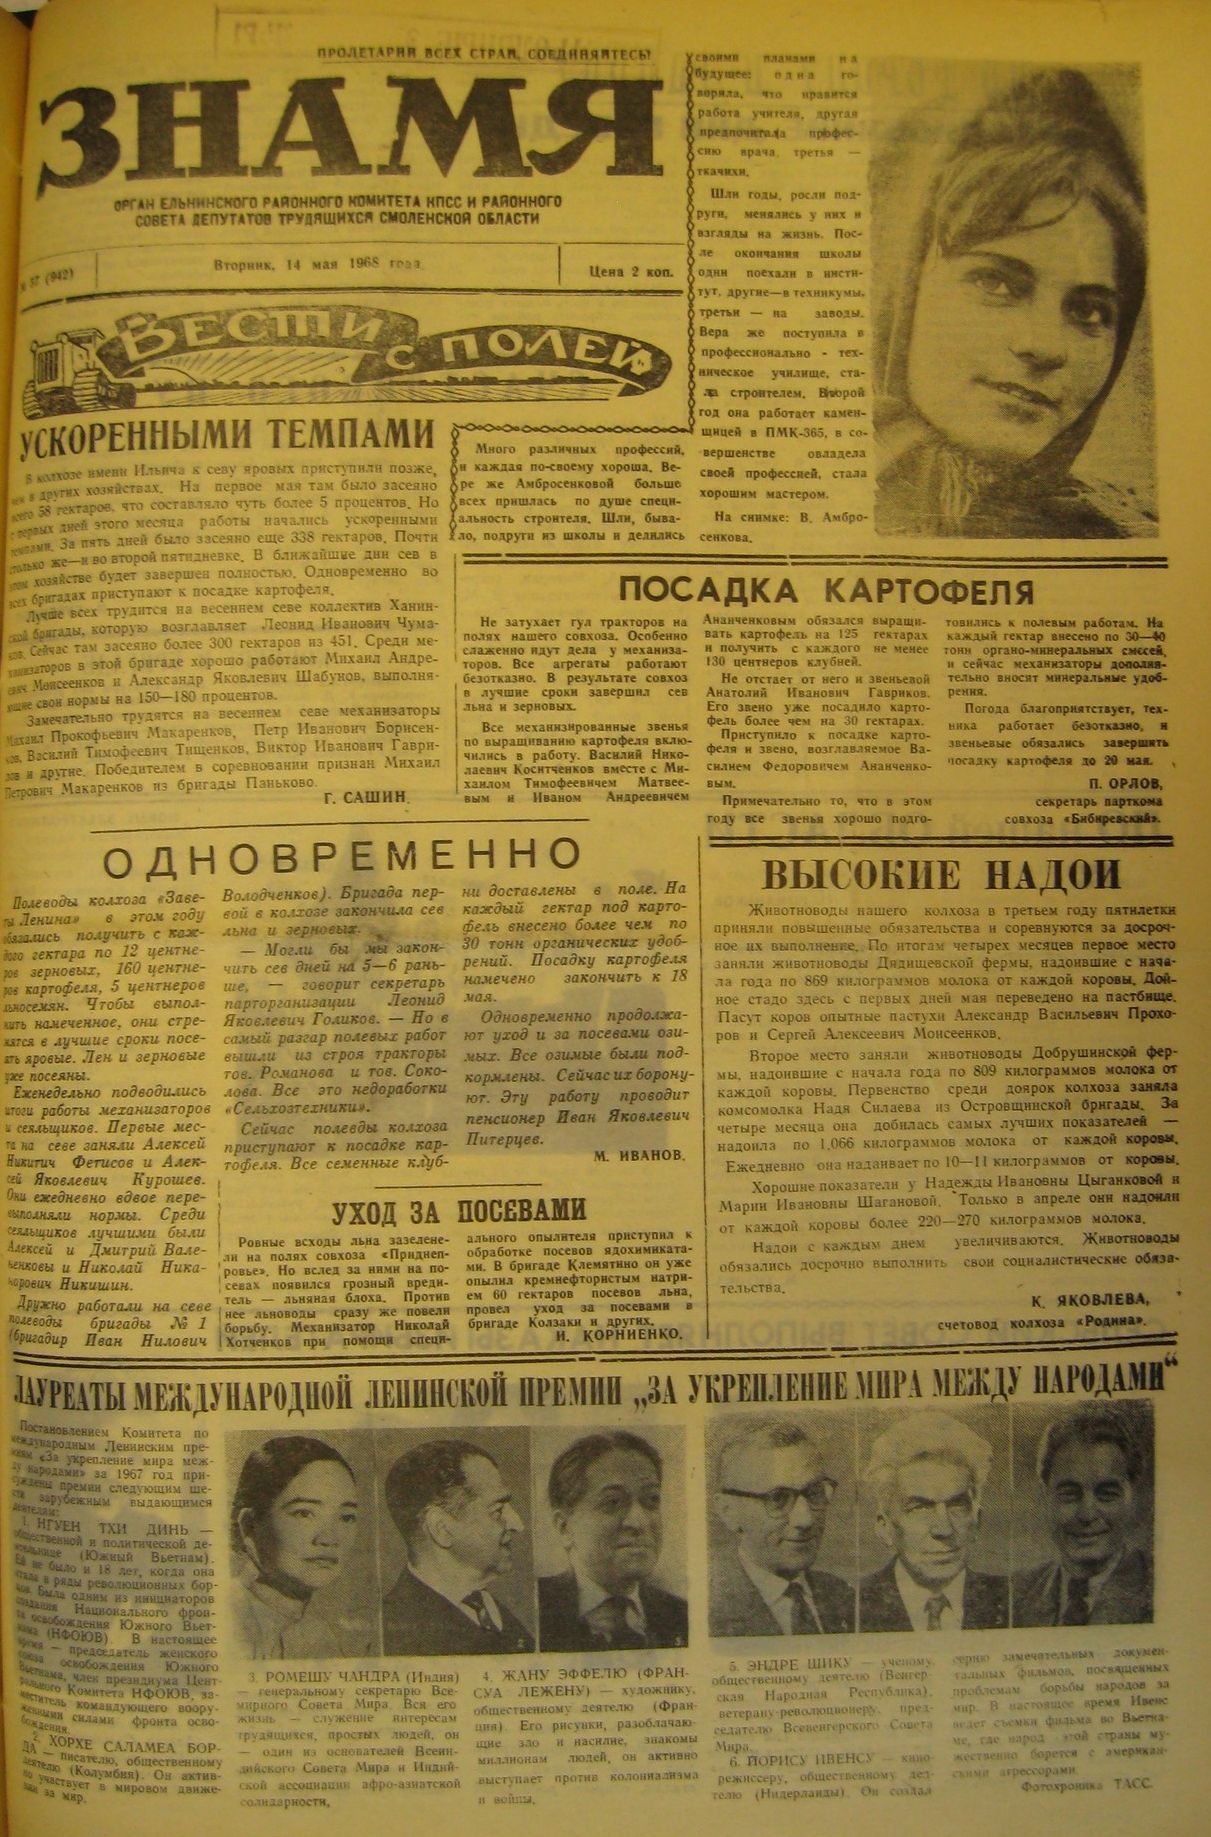 ПРОЛЕТАРИИ ВСЕХ СТРАН, СОЕДИНЯЙТЕСЬ!
ЗНАМЯ
ОРГАН ЕЛЬНИНСКОГО РАЙОННОГО КОМИТЕТА КПСС И РАЙОННОГО
СОВЕТА ДЕПУТАТОВ ТРУДЯЩИХСЯ СМОЛЕНСКОЙ ОБЛАСТИ
№ 57 (942)
Вторник, 14 мая 1968 года
Цена 2 коп.
ВЕСТИ С ПОЛЕЙ
УСКОРЕННЫМИ ТЕМПАМИ
В колхозе имени Ильича к севу яровых приступили позже,
чем в других хозяйствах. На первое мая там было засеяно
всего 58 гектаров, что составляло чуть более 5 процентов. Но
с первых дней этого месяца работы начались ускоренными
темпами. За пять дней было засеяно еще 338 гектаров. Почти
столько же—и во второй пятидневке. В ближайшие дни сев в
этом хозяйстве будет завершен полностью. Одновременно во
всех бригадах приступают к посадке картофеля.
Лучше всех трудится на весеннем севе коллектив Ханин-
ской бригады, которую возглавляет Леонид Иванович Чума-
ков. Сейчас там засеяно более 300 гектаров из 451. Среди ме-
ханизаторов в этой бригаде хорошо работают Михаил Андре-
евич Моисеенков и Александр Яковлевич Шабунов, выполня-
ющие свои нормы на 150—180 процентов.
Замечательно трудятся на весеннем севе механизаторы
Михаил Прокофьевич Макаренков, Петр Иванович Борисен-
ков, Василий Тимофеевич Тищенков, Виктор Иванович Гаври-
лов и другие. Победителем в соревновании признан Михаил
Петрович Макаренков из бригады Паньково.
Г. САШИН.
Много различных профессий,
и каждая по-своему хороша. Ве-
ре же Амбросенковой больше
всех пришлась по душе специ-
альность строителя. Шли, быва-
ло, подруги из школы и делились
своими планами на
будущее: одна го-
ворила, что нравится
работа учителя, другая
предпочитала профес-
сию врача, третья —
ткачихи.
Шли годы, росли под-
руги, менялись у них и
взгляды на жизнь. Пос-
ле окончания школы
одни поехали в инсти-
тут, другие—в техникумы,
третьи — на заводы.
Вера же поступила в
профессионально - тех-
ническое училище, ста-
ла строителем. Второй
год она работает камен-
щицей в ПМК-365, в со-
вершенстве овладела
своей профессией, стала
хорошим мастером.
На снимке: В. Амбро-
сенкова.
ПОСАДКА КАРТОФЕЛЯ
Не затухает гул тракторов на
полях нашего совхоза. Особенно
слаженно идут дела у механиза-
торов. Все агрегаты работают
безотказно. В результате совхоз
в лучшие сроки завершил сев
льна и зерновых.
Все механизированные звенья
по выращиванию картофеля вклю-
чились в работу. Василий Нико-
лаевич Коситченков вместе с Ми-
хаилом Тимофеевичем Матвее-
вым и Иваном Андреевичем
Ананченковым обязался выращи-
вать картофель на 125 гектарах
и получить с каждого не менее
130 центнеров клубней.
Не отстает от него и звеньевой
Анатолий Иванович Гавриков.
Его звено уже посадило карто-
фель более чем на 30 гектарах.
Приступило к посадке карто-
феля и звено, возглавляемое Ва-
силием Федоровичем Ананченко-
вым.
Примечательно то, что в этом
году все звенья хорошо подго-
товились к полевым работам. На
каждый гектар внесено по 30—40
тонн органо-минеральных смесей,
и сейчас механизаторы дополни-
тельно вносят минеральные удоб-
рения.
Погода благоприятствует, тех-
ника работает безотказно, и
звеньевые обязались завершить
посадку картофеля до 20 мая.
П. ОРЛОВ,
секретарь парткома
совхоза «Бибиревский».
ОДНОВРЕМЕННО
Полеводы колхоза «Заве-
ты Ленина» в этом году
обязались получить с каж-
дого гектара по 12 центне-
ров зерновых, 160 центне-
ров картофеля, 5 центнеров
льносемян. Чтобы выпол-
нить намеченное, они стре-
мятся в лучшие сроки посе-
ять яровые. Лен и зерновые
уже посеяны.
Еженедельно подводились
итоги работы механизаторов
и сеяльщиков. Первые мес-
та на севе заняли Алексей
Никитич Фетисов и Алек-
сей Яковлевич Курошев.
Они ежедневно вдвое пере-
выполняли нормы. Среди
сеяльщиков лучшими были
Алексей и Дмитрий Вале-
ньенковы и Николай Ника-
норович Никишин.
Дружно работали на севе
полеводы бригады № 1
(бригадир Иван Нилович
Володченков). Бригада пер-
вой в колхозе закончила сев
льна и зерновых.
— Могли бы мы закон-
чить сев дней на 5—6 рань-
ше, — говорит секретарь
парторганизации Леонид
Яковлевич Голиков. — Но в
самый разгар полевых работ
вышли из строя тракторы
тов. Романова и тов. Соко-
лова. Все это недоработки
«Сельхозтехники».
Сейчас полеводы колхоза
приступают к посадке кар-
тофеля. Все семенные клуб-
ни доставлены в поле. На
каждый гектар под карто-
фель внесено более чем по
30 тонн органических удоб-
рений. Посадку картофеля
намечено закончить к 18
мая.
Одновременно продолжа-
ют уход и за посевами ози-
мых. Все озимые были под-
кормлены. Сейчас их борону-
ют. Эту работу проводит
пенсионер Иван Яковлевич
Питерцев.
М. ИВАНОВ.
УХОД ЗА ПОСЕВАМИ
Ровные всходы льна зазелене-
ли на полях совхоза «Приднеп-
ровье». Но вслед за ними на по-
севах появился грозный вреди-
тель — льняная блоха. Против
нее льноводы сразу же повели
борьбу. Механизатор Николай
Хотченков при помощи специ-
ального опылителя приступил к
обработке посевов ядохимиката-
ми. В бригаде Клемятино он уже
опылил кремнефтористым натри-
ем 60 гектаров посевов льна,
провел уход за посевами в
бригаде Колзаки и других.
И. КОРНИЕНКО.
ВЫСОКИЕ НАДОИ
Животноводы нашего колхоза в третьем году пятилетки
приняли повышенные обязательства и соревнуются за досроч-
ное их выполнение. По итогам четырех месяцев первое место
заняли животноводы Дядищевской фермы, надоившие с нача-
ла года по 869 килограммов молока от каждой коровы. Дой-
ное стадо здесь с первых дней мая переведено на пастбище.
Пасут коров опытные пастухи Александр Васильевич Прохо-
ров и Сергей Алексеевич Моисеенков.
Второе место заняли животноводы Добрушинской фер-
мы, надоившие с начала года по 809 килограммов молока от
каждой коровы. Первенство среди доярок колхоза заняла
комсомолка Надя Силаева из Островщинской бригады. За
четыре месяца она добилась самых лучших показателей —
надоила по 1.066 килограммов молока от каждой коровы.
Ежедневно она надаивает по 10—11 килограммов от коровы.
Хорошие показатели у Надежды Ивановны Цыганковой и
Марии Ивановны Шагановой. Только в апреле они надоили
от каждой коровы более 220—270 килограммов молока.
Надои с каждым днем увеличиваются. Животноводы
обязались досрочно выполнить свои социалистические обяза-
тельства.
К. ЯКОВЛЕВА,
счетовод колхоза «Родина».
ЛАУРЕАТЫ МЕЖДУНАРОДНОЙ ЛЕНИНСКОЙ ПРЕМИИ „ЗА УКРЕПЛЕНИЕ МИРА МЕЖДУ НАРОДАМИ“
Постановлением Комитета по
международным Ленинским пре-
миям «За укрепление мира меж-
ду народами» за 1967 год при-
суждены премии следующим ше-
сти зарубежным выдающимся
деятелям:
1. НГУЕН ТХИ ДИНЬ —
общественной и политической де-
ятельнице (Южный Вьетнам).
Ей не было и 18 лет, когда она
стала в ряды революционных бор-
цов. Была одним из инициаторов
создания Национального фрон-
та освобождения Южного Вьет-
нама (НФОЮВ). В настоящее
время — председатель женского
союза освобождения Южного
Вьетнама, член президиума Цент-
рального Комитета НФОЮВ, за-
меститель командующего воору-
женными силами фронта осво-
бождения.
2. ХОРХЕ САЛАМЕА БОР-
ДА — писателю, общественному
деятелю (Колумбия). Он актив-
но участвует в мировом движе-
нии за мир.
3. РОМЕШУ ЧАНДРА (Индия)
— генеральному секретарю Все-
мирного Совета Мира. Вся его
жизнь — служение интересам
трудящихся, простых людей, он
— один из основателей Всеин-
дийского Совета Мира и Индий-
ской ассоциации афро-азиатской
солидарности.
4. ЖАНУ ЭФФЕЛЮ (ФРАН-
СУА ЛЕЖЕНУ) — художнику,
общественному деятелю (Фран-
ция). Его рисунки, разоблачаю-
щие зло и насилие, знакомы
миллионам людей, он активно
выступает против колониализма
и войны.
5. ЭНДРЕ ШИКУ — ученому,
общественному деятелю (Венгер-
ская Народная Республика),
ветерану-революционеру, пред-
седателю Всевенгерского Совета
Мира.
6. ЙОРИСУ ИВЕНСУ — кино-
режиссеру, общественному дея-
телю (Нидерланды). Он создал
серию замечательных докумен-
тальных фильмов, посвященных
проблемам борьбы народов за
мир. В настоящее время Ивенс
ведет съемки фильма во Вьетна-
ме, где народ этой страны му-
жественно борется с американ-
скими агрессорами.
Фотохроника ТАСС.